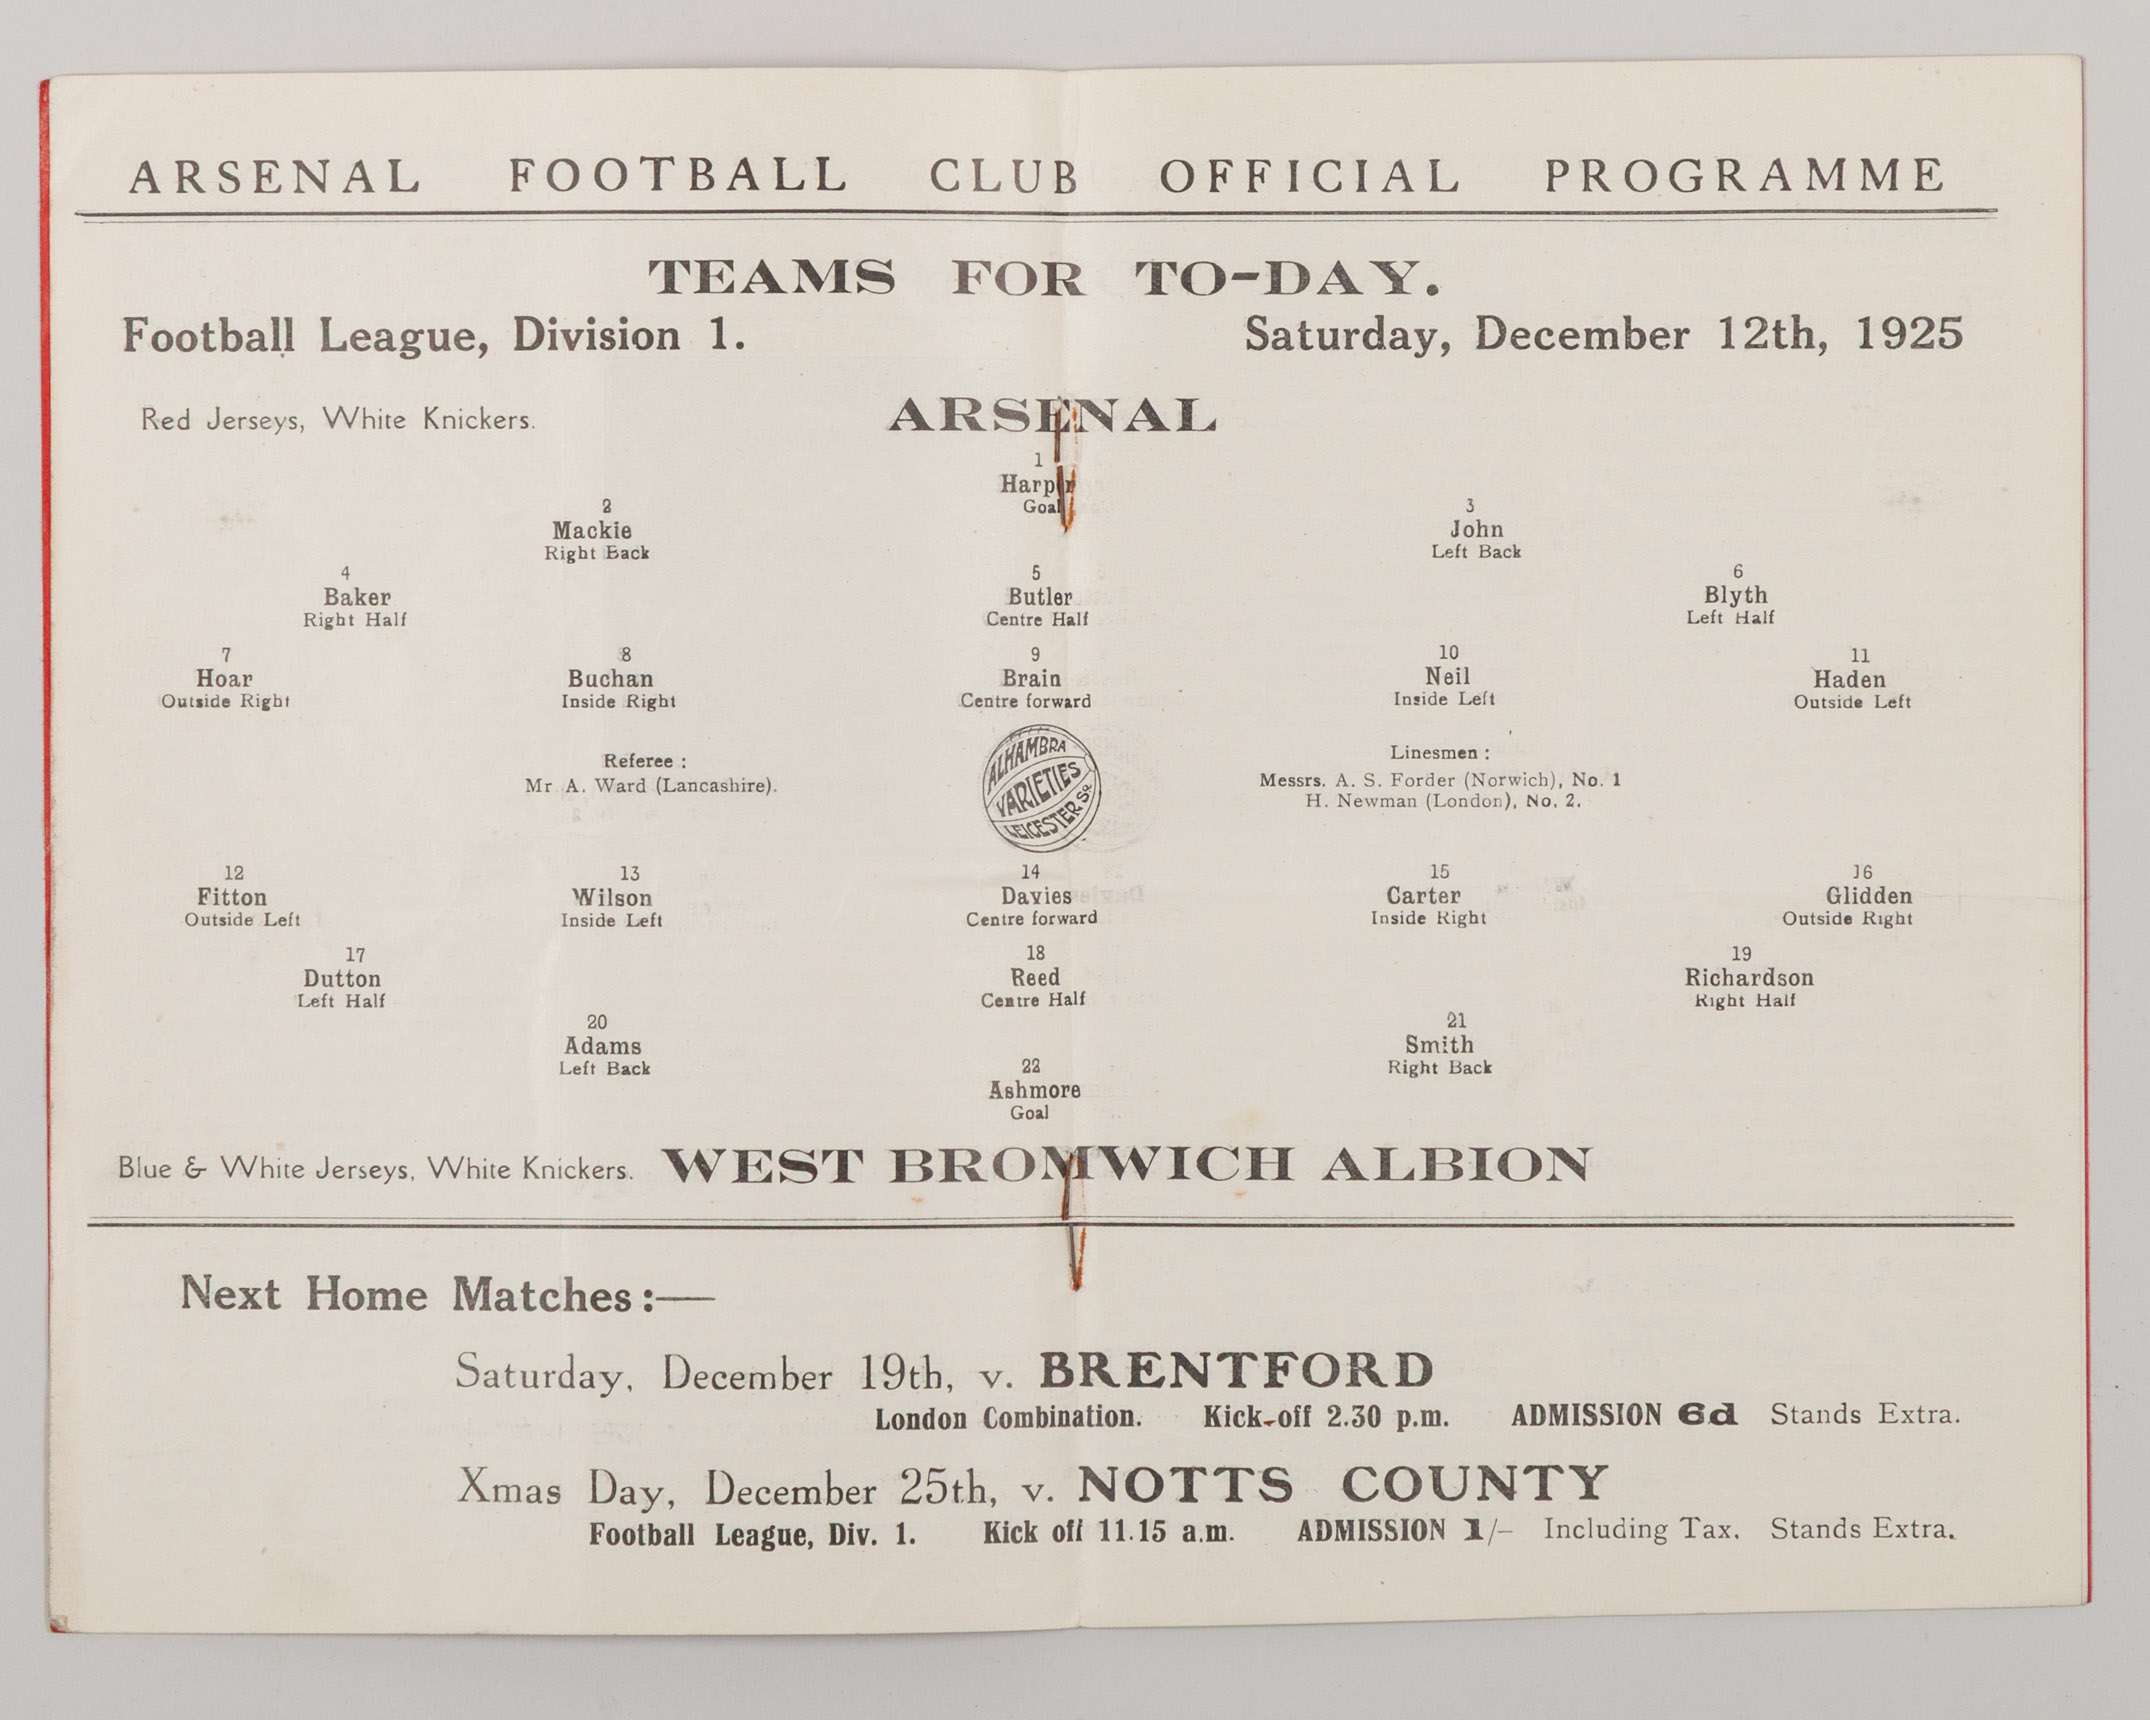 ARSENAL FOOTBALL CLUB OFFICIAL PROGRAMME
TEAMS FOR TO-DAY.
Football League, Division 1. Saturday, December 12th, 1925
Red Jerseys, White Knickers. ARSENAL
1
Harper
Goal
2 3
Mackie John
Right Back Left Back
4 5 6
Baker Butler Blyth
Right Half Centre Half Left Half
7 8 9 10 11
Hoar Buchan Brain Neil Haden
Outside Right Inside Right Centre forward Inside Left Outside Left
Referee : Linesmen :
Mr. A. Ward (Lancashire). Messrs. A. S. Forder (Norwich), No. 1
H. Newman (London), No. 2.
ALHAMBRA
VARIETIES
LEICESTER SQ.
12 13 14 15 16
Fitton Wilson Davies Carter Glidden
Outside Left Inside Left Centre forward Inside Right Outside Right
17 18 19
Dutton Reed Richardson
Left Half Centre Half Right Half
20 21
Adams Smith
Left Back Right Back
22
Ashmore
Goal
Blue & White Jerseys, White Knickers. WEST BROMWICH ALBION
Next Home Matches :—
Saturday, December 19th, v. BRENTFORD
London Combination. Kick-off 2.30 p.m. ADMISSION 6d Stands Extra.
Xmas Day, December 25th, v. NOTTS COUNTY
Football League, Div. 1. Kick off 11.15 a.m. ADMISSION 1/- Including Tax. Stands Extra.